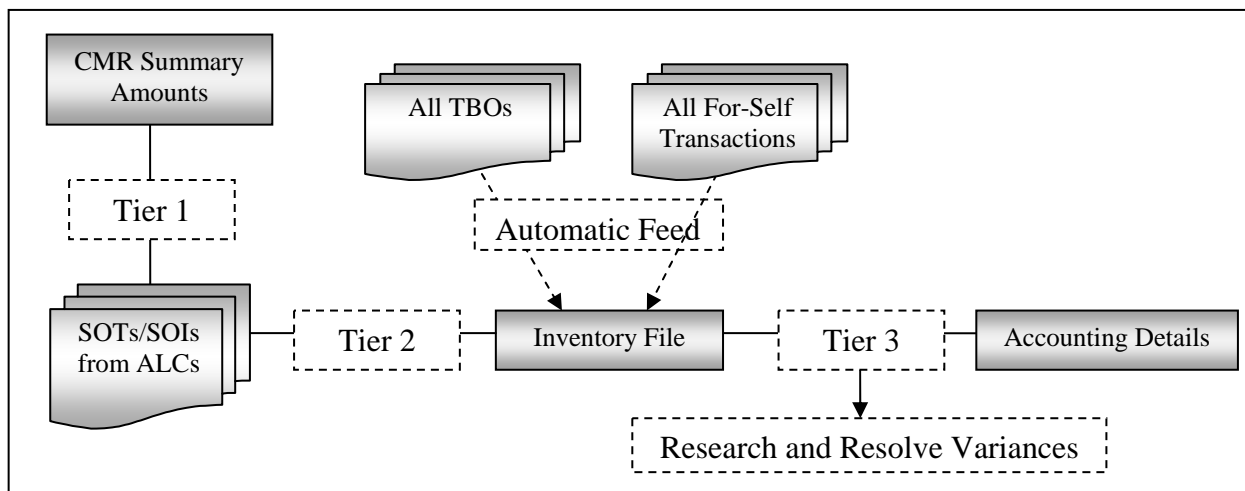 CMR Summary
Amounts
All TBOs
All For-Self
Transactions
Tier 1
Automatic Feed
SOTs/SOIs
from ALCs
Tier 2
Inventory File
Tier 3
Accounting Details
Research and Resolve Variances